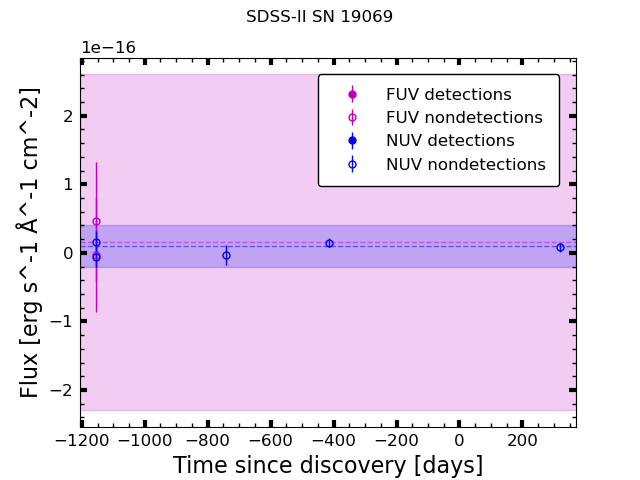 SDSS-II SN 19069
1e−16
FUV detections
FUV nondetections
NUV detections
NUV nondetections
2
1
0
−1
−2
Flux [erg s^-1 Å^-1 cm^-2]
−1200 −1000 −800 −600 −400 −200 0 200
Time since discovery [days]